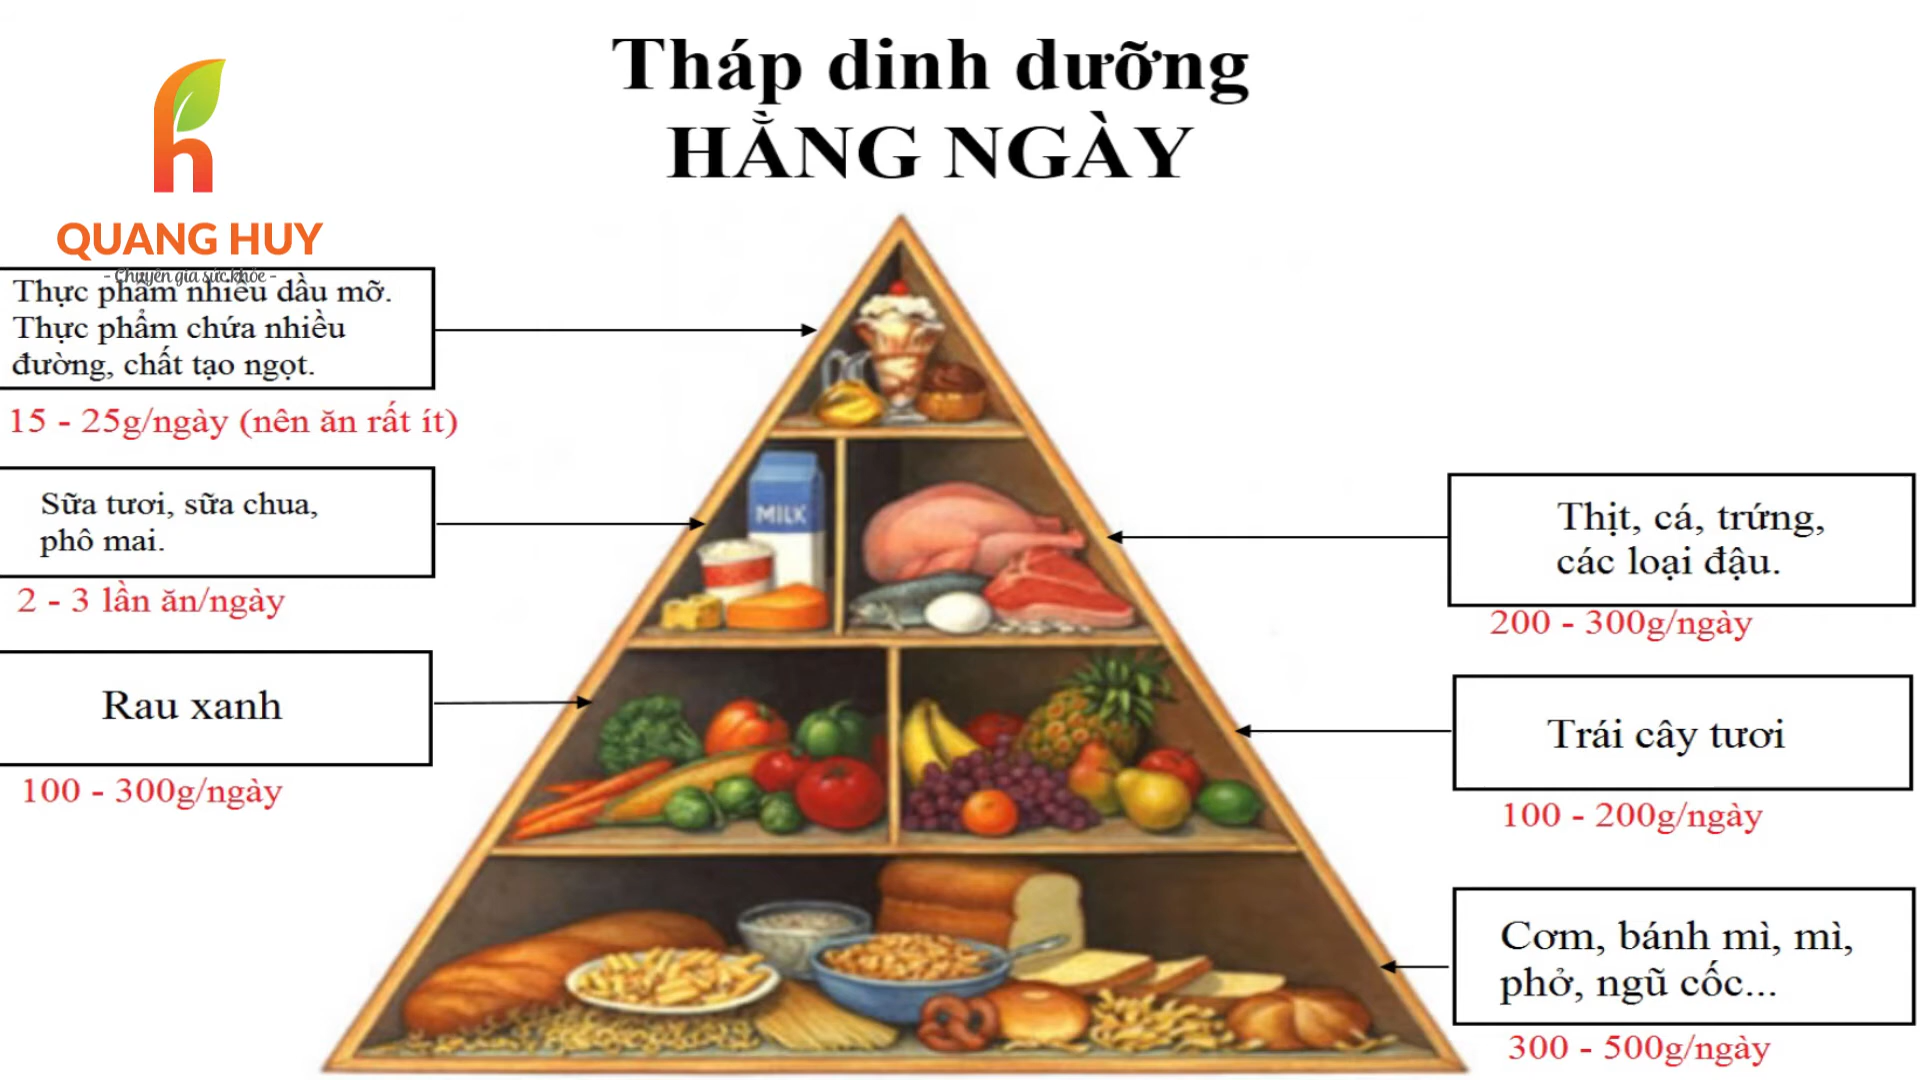 Tháp dinh dưỡng
HẰNG NGÀY
QUANG HUY
- Chuyên gia sức khỏe -
Thực phẩm nhiều dầu mỡ.
Thực phẩm chứa nhiều
đường, chất tạo ngọt.
15 - 25g/ngày (nên ăn rất ít)
Sữa tươi, sữa chua,
phô mai.
2 - 3 lần ăn/ngày
MILK
Thịt, cá, trứng,
các loại đậu.
200 - 300g/ngày
Rau xanh
100 - 300g/ngày
Trái cây tươi
100 - 200g/ngày
Cơm, bánh mì, mì,
phở, ngũ cốc...
300 - 500g/ngày